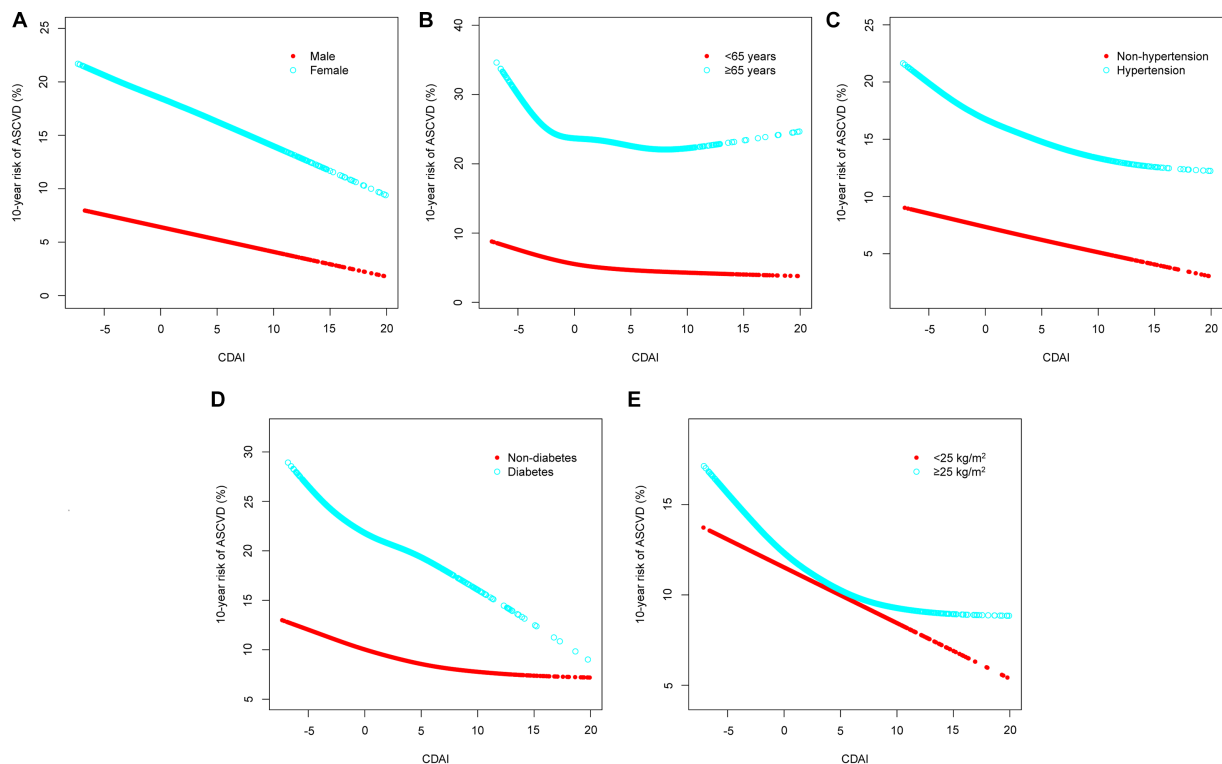 A
25
20
15
10
5
0
10-year risk of ASCVD (%)
Male
Female
-5 0 5 10 15 20
CDAI
B
40
30
20
10
0
10-year risk of ASCVD (%)
<65 years
≥65 years
-5 0 5 10 15 20
CDAI
C
25
20
15
10
5
10-year risk of ASCVD (%)
Non-hypertension
Hypertension
-5 0 5 10 15 20
CDAI
D
30
25
20
15
10
5
10-year risk of ASCVD (%)
Non-diabetes
Diabetes
-5 0 5 10 15 20
CDAI
E
15
10
5
10-year risk of ASCVD (%)
<25 kg/m²
≥25 kg/m²
-5 0 5 10 15 20
CDAI